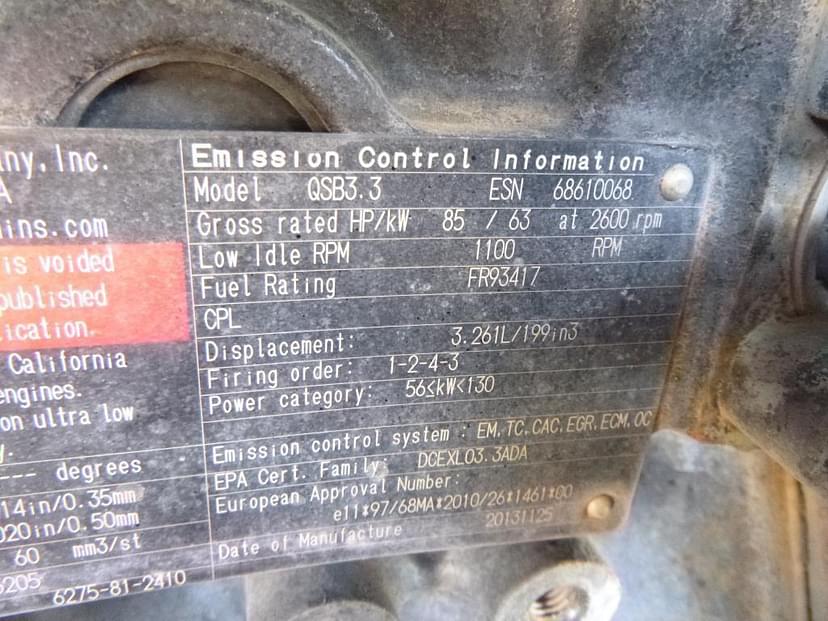 ny, Inc.
A
ins.com
is voided
published
ication.
California
engines.
on ultra low
y.
--- degrees
14in/0.35mm
020in/0.50mm
60 mm3/st
6205
6275-81-2410
Emission Control Information
Model QSB3.3 ESN 68610068
Gross rated HP/kW 85 / 63 at 2600 rpm
Low Idle RPM 1100 RPM
Fuel Rating FR93417
CPL
Displacement: 3.261L/199in3
Firing order: 1-2-4-3
Power category: 56≤kW<130
Emission control system : EM, TC, CAC, EGR, ECM, OC
EPA Cert. Family: DCEXL03.3ADA
European Approval Number:
e11*97/68MA*2010/26*1461*00
Date of Manufacture 20131125